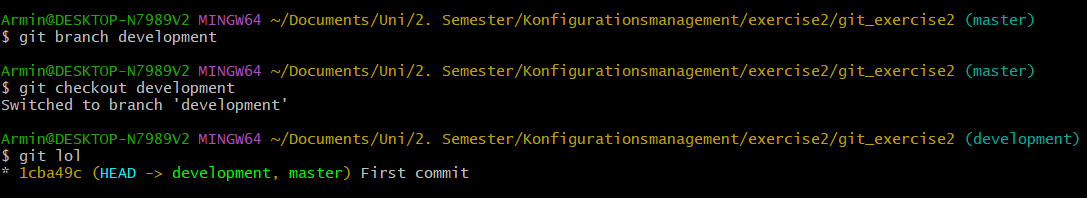 Armin@DESKTOP-N7989V2 MINGW64 ~/Documents/Uni/2. Semester/Konfigurationsmanagement/exercise2/git_exercise2 (master)
$ git branch development
Armin@DESKTOP-N7989V2 MINGW64 ~/Documents/Uni/2. Semester/Konfigurationsmanagement/exercise2/git_exercise2 (master)
$ git checkout development
Switched to branch 'development'
Armin@DESKTOP-N7989V2 MINGW64 ~/Documents/Uni/2. Semester/Konfigurationsmanagement/exercise2/git_exercise2 (development)
$ git lol
* 1cba49c (HEAD -> development, master) First commit